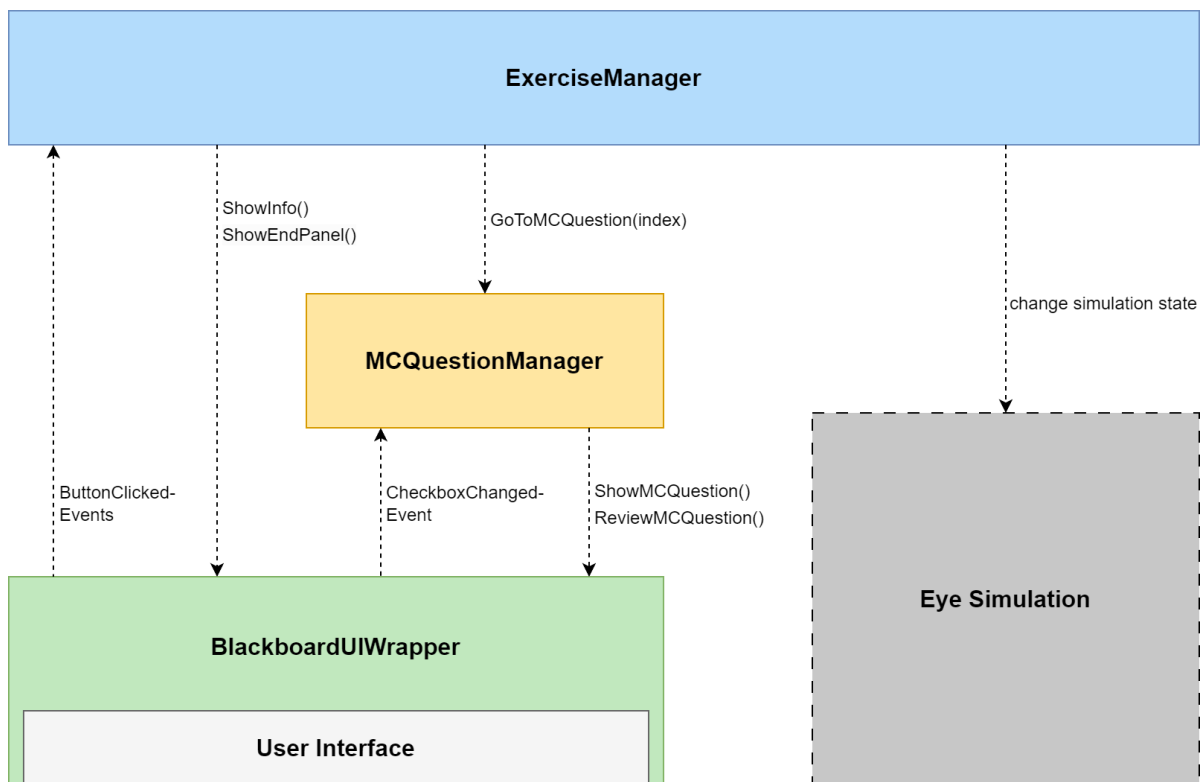 ExerciseManager
ShowInfo()
ShowEndPanel()
GoToMCQuestion(index)
change simulation state
MCQuestionManager
ButtonClicked-
Events
CheckboxChanged-
Event
ShowMCQuestion()
ReviewMCQuestion()
Eye Simulation
BlackboardUIWrapper
User Interface